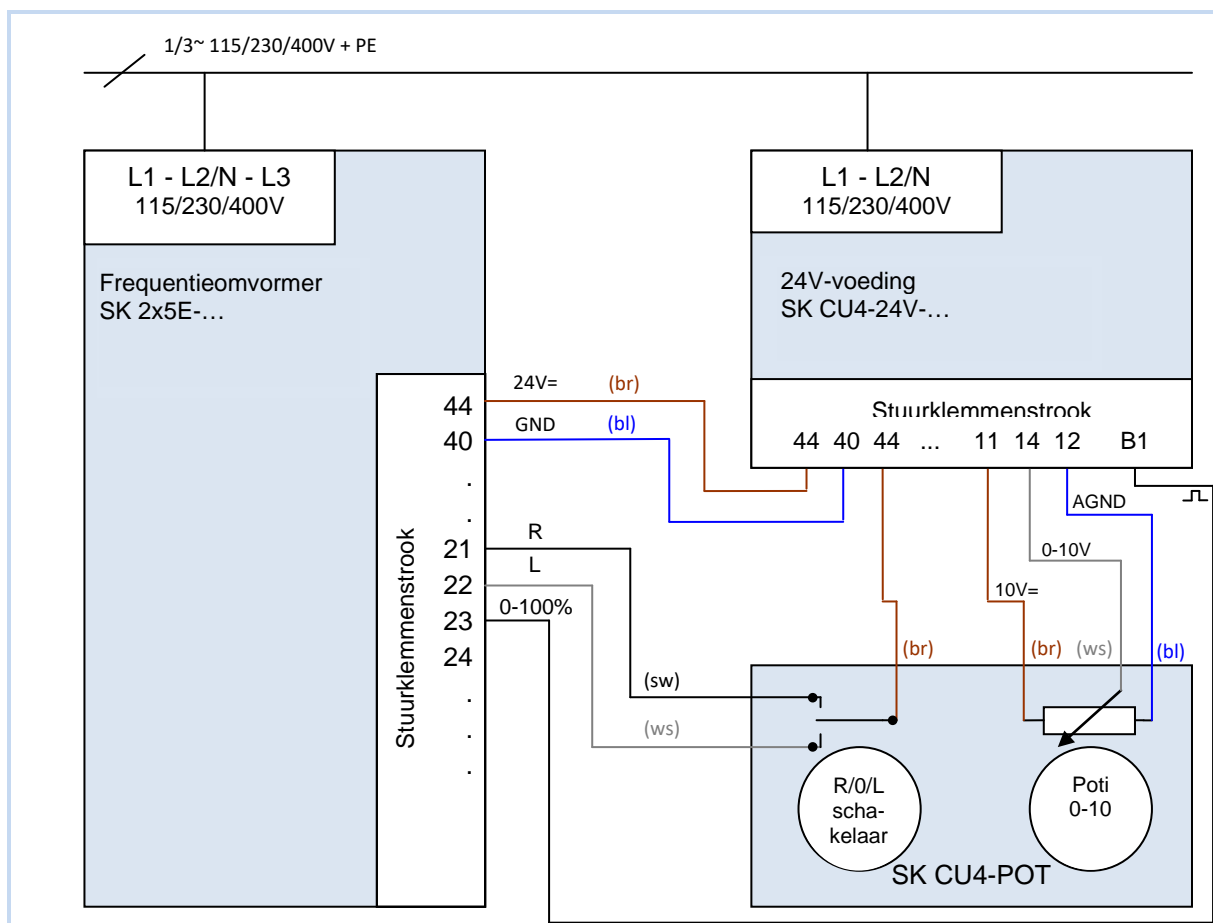 1/3~ 115/230/400V + PE
L1 - L2/N - L3
115/230/400V
L1 - L2/N
115/230/400V
Frequentieomvormer
SK 2x5E-…
24V-voeding
SK CU4-24V-…
24V= (br)
GND (bl)
Stuurklemmenstrook
44
40
.
.
21
22
23
24
.
.
.
Stuurklemmenstrook
44 40 44 ... 11 14 12 B1
R
L
0-100%
AGND
0-10V
10V=
(br) (br) (ws) (bl)
(sw)
(ws)
R/0/L
scha-
kelaar
Poti
0-10
SK CU4-POT